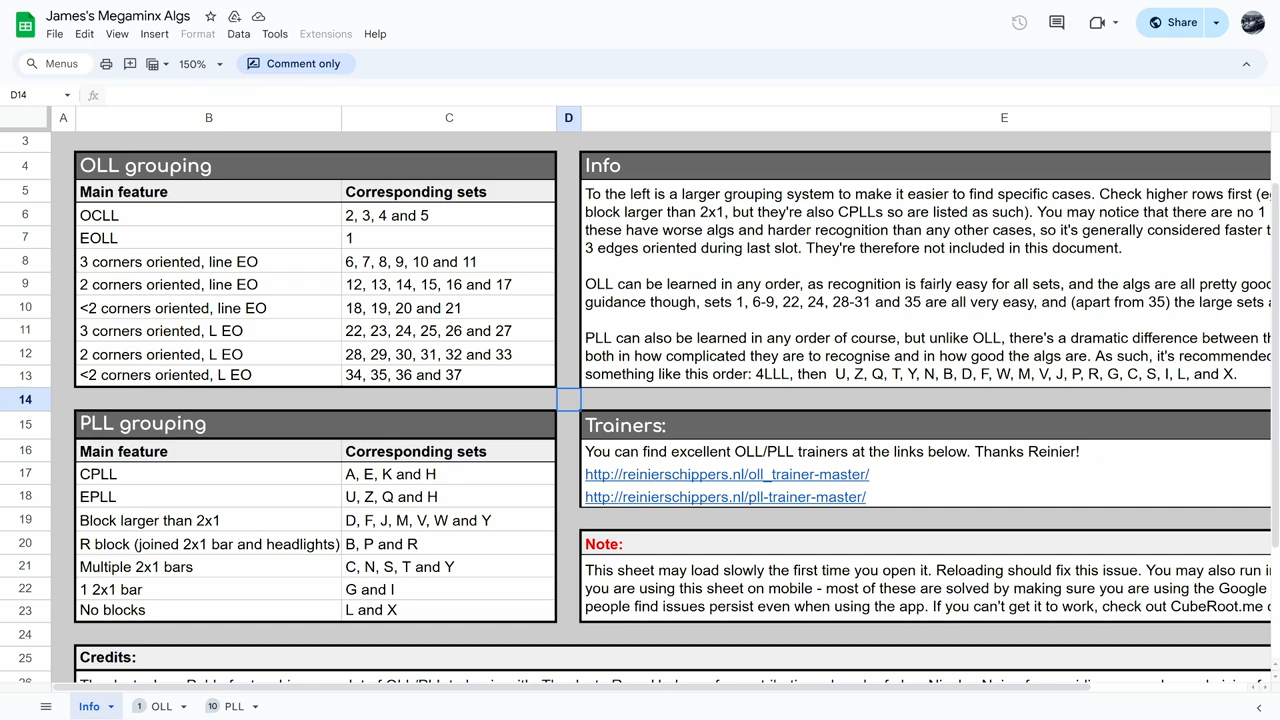 James's Megaminx Algs
File Edit View Insert Format Data Tools Extensions Help
Share
Menus 150% Comment only
D14 fx
A B C D E
3
4 OLL grouping Info
5 Main feature Corresponding sets
6 OCLL 2, 3, 4 and 5
7 EOLL 1
8 3 corners oriented, line EO 6, 7, 8, 9, 10 and 11
9 2 corners oriented, line EO 12, 13, 14, 15, 16 and 17
10 <2 corners oriented, line EO 18, 19, 20 and 21
11 3 corners oriented, L EO 22, 23, 24, 25, 26 and 27
12 2 corners oriented, L EO 28, 29, 30, 31, 32 and 33
13 <2 corners oriented, L EO 34, 35, 36 and 37
To the left is a larger grouping system to make it easier to find specific cases. Check higher rows first (e
block larger than 2x1, but they're also CPLLs so are listed as such). You may notice that there are no 1
these have worse algs and harder recognition than any other cases, so it's generally considered faster t
3 edges oriented during last slot. They're therefore not included in this document.
OLL can be learned in any order, as recognition is fairly easy for all sets, and the algs are all pretty good
guidance though, sets 1, 6-9, 22, 24, 28-31 and 35 are all very easy, and (apart from 35) the large sets
PLL can also be learned in any order of course, but unlike OLL, there's a dramatic difference between th
both in how complicated they are to recognise and in how good the algs are. As such, it's recommended
something like this order: 4LLL, then U, Z, Q, T, Y, N, B, D, F, W, M, V, J, P, R, G, C, S, I, L, and X.
14
15 PLL grouping Trainers:
16 Main feature Corresponding sets
17 CPLL A, E, K and H
18 EPLL U, Z, Q and H
19 Block larger than 2x1 D, F, J, M, V, W and Y
20 R block (joined 2x1 bar and headlights) B, P and R
21 Multiple 2x1 bars C, N, S, T and Y
22 1 2x1 bar G and I
23 No blocks L and X
You can find excellent OLL/PLL trainers at the links below. Thanks Reinier!
http://reinierschippers.nl/oll_trainer-master/
http://reinierschippers.nl/pll-trainer-master/
Note:
This sheet may load slowly the first time you open it. Reloading should fix this issue. You may also run i
you are using this sheet on mobile - most of these are solved by making sure you are using the Google
people find issues persist even when using the app. If you can't get it to work, check out CubeRoot.me
24
25 Credits:
Info 1 OLL 10 PLL